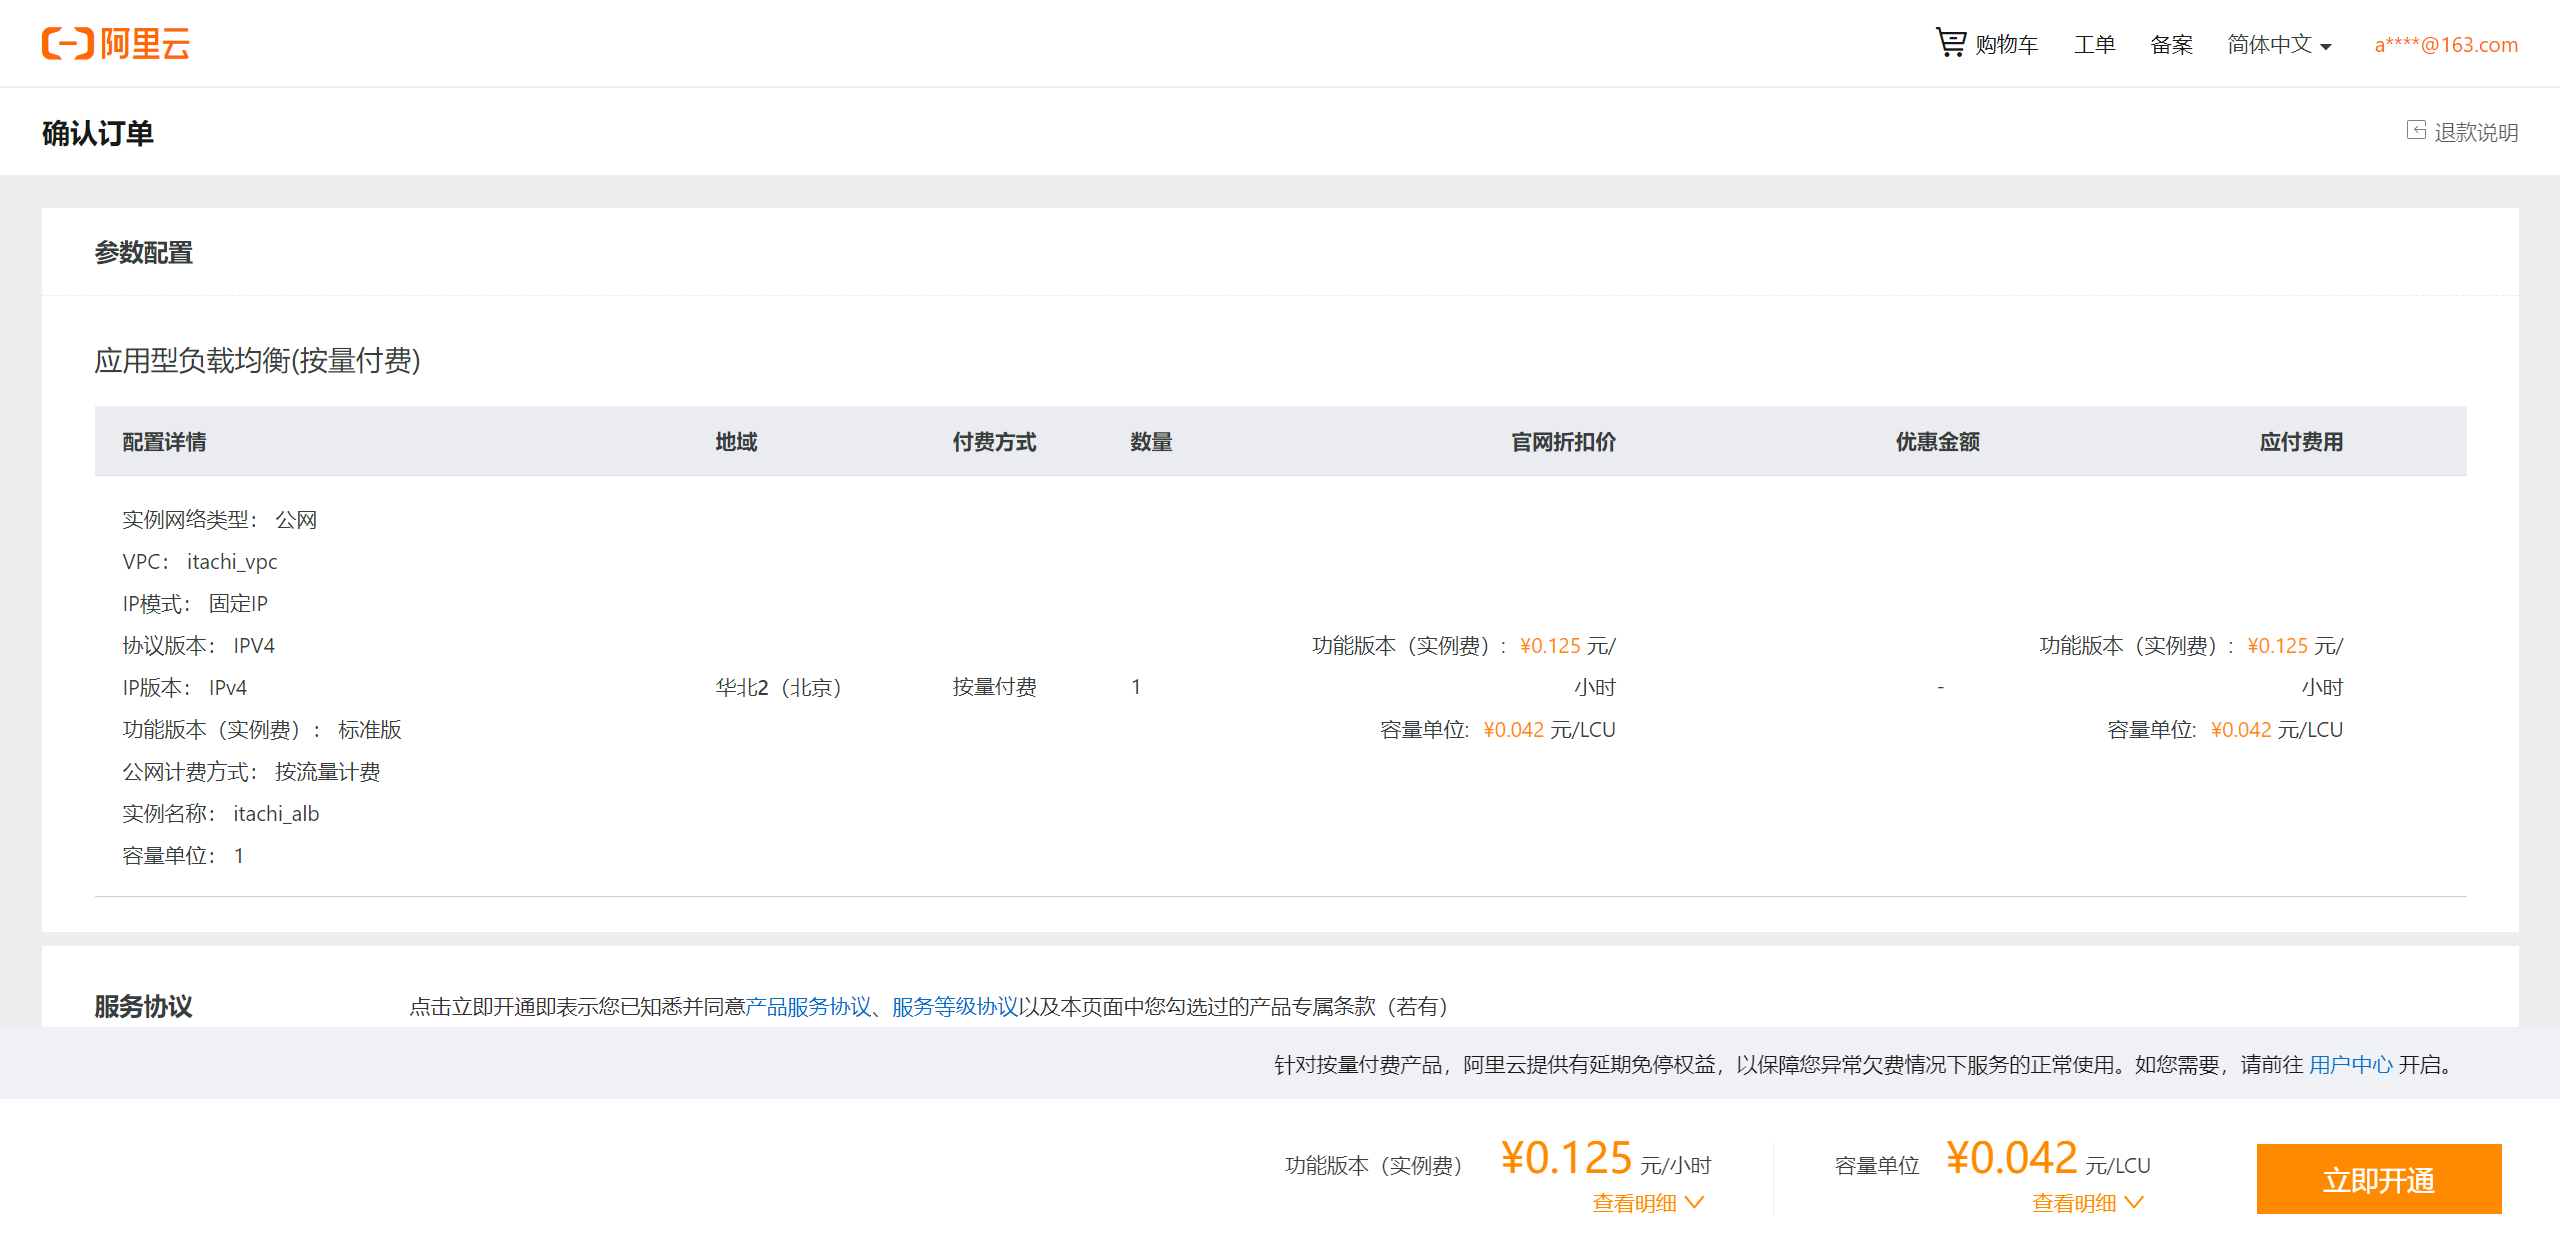 阿里云
购物车 工单 备案 简体中文 a****@163.com
确认订单
退款说明
参数配置
应用型负载均衡(按量付费)
配置详情 地域 付费方式 数量 官网折扣价 优惠金额 应付费用
实例网络类型： 公网
VPC： itachi_vpc
IP模式： 固定IP
协议版本： IPV4
IP版本： IPv4
功能版本（实例费）： 标准版
公网计费方式： 按流量计费
实例名称： itachi_alb
容量单位： 1
华北2（北京）
按量付费
1
功能版本（实例费）: ¥0.125 元/
小时
容量单位: ¥0.042 元/LCU
-
功能版本（实例费）: ¥0.125 元/
小时
容量单位: ¥0.042 元/LCU
服务协议 点击立即开通即表示您已知悉并同意产品服务协议、服务等级协议以及本页面中您勾选过的产品专属条款（若有）
针对按量付费产品，阿里云提供有延期免停权益，以保障您异常欠费情况下服务的正常使用。如您需要，请前往 用户中心 开启。
功能版本（实例费） ¥0.125 元/小时
查看明细
容量单位 ¥0.042 元/LCU
查看明细
立即开通